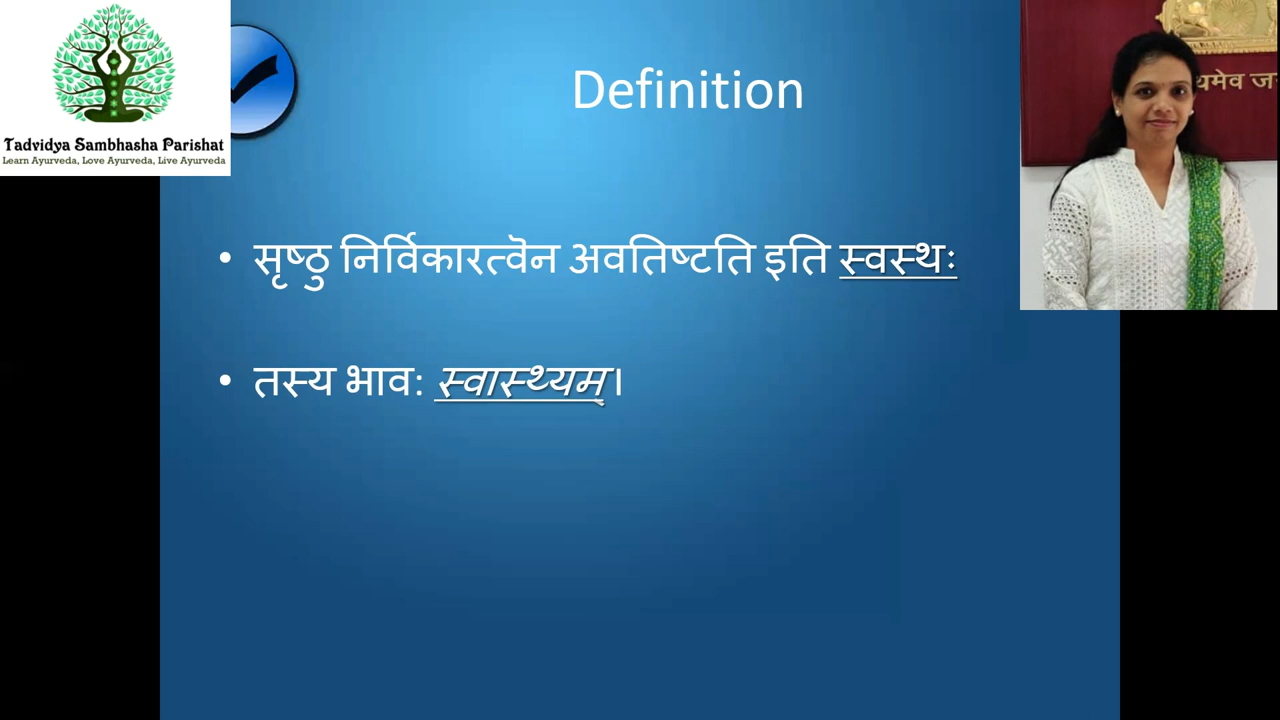 Definition
Tadvidya Sambhasha Parishat
Learn Ayurveda, Love Ayurveda, Live Ayurveda
• सृष्ठु निर्विकारत्वॆन अवतिष्टति इति स्वस्थः
• तस्य भाव: स्वास्थ्यम्।